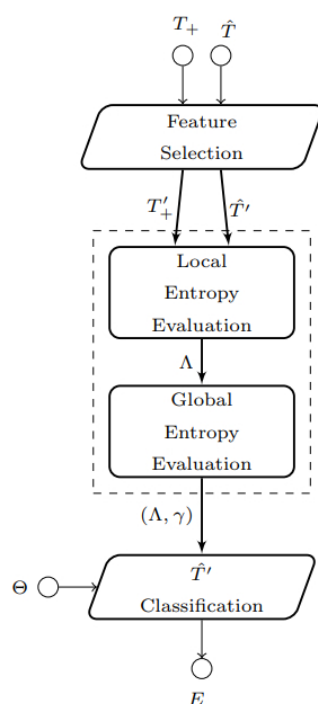 T₊ T̂
Feature
Selection
T′₊ T̂′
Local
Entropy
Evaluation
Λ
Global
Entropy
Evaluation
(Λ, γ)
T̂′
Θ
Classification
E